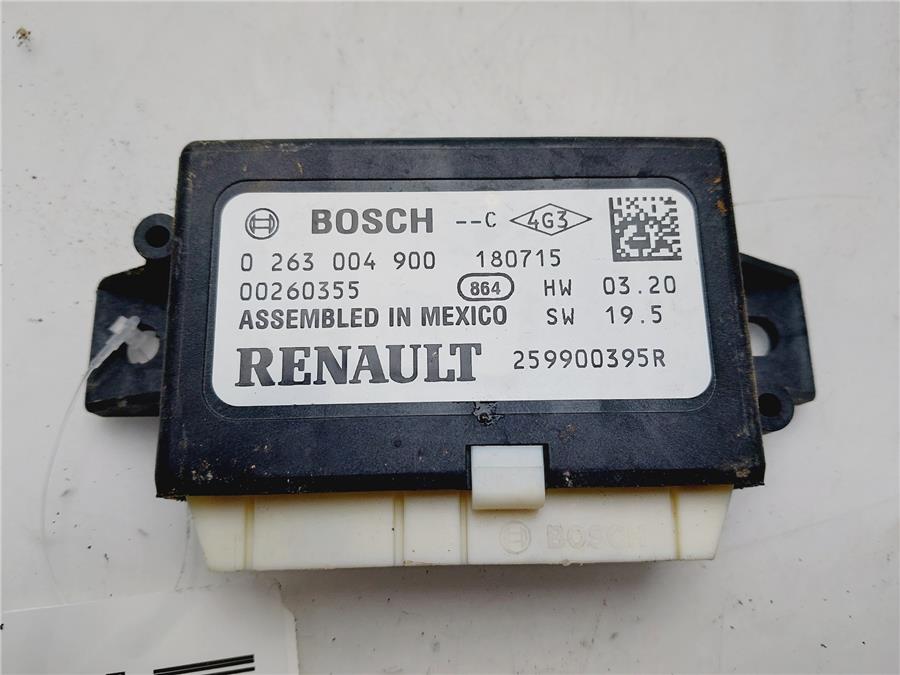 BOSCH --C 4G3
0 263 004 900 180715
00260355 864 HW 03.20
ASSEMBLED IN MEXICO SW 19.5
RENAULT 259900395R
BOSCH